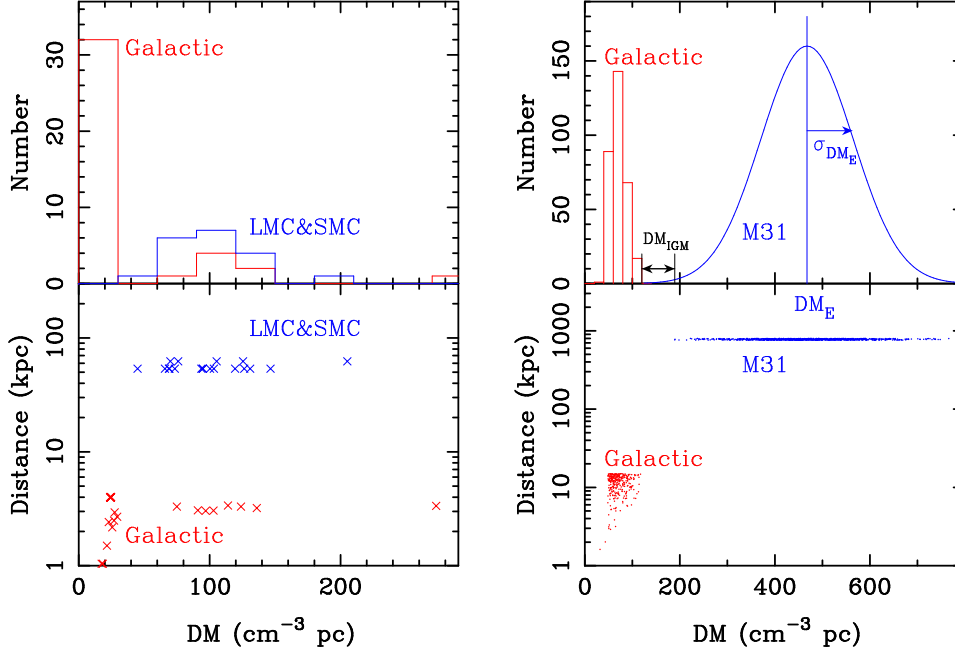 Galactic
LMC&SMC
Number
0
10
20
30
LMC&SMC
Galactic
Distance (kpc)
1
10
100
0
100
200
DM (cm⁻³ pc)
Galactic
σ_DM_E
M31
DM_IGM
Number
0
50
100
150
DM_E
M31
Galactic
Distance (kpc)
1
10
100
1000
0
200
400
600
DM (cm⁻³ pc)